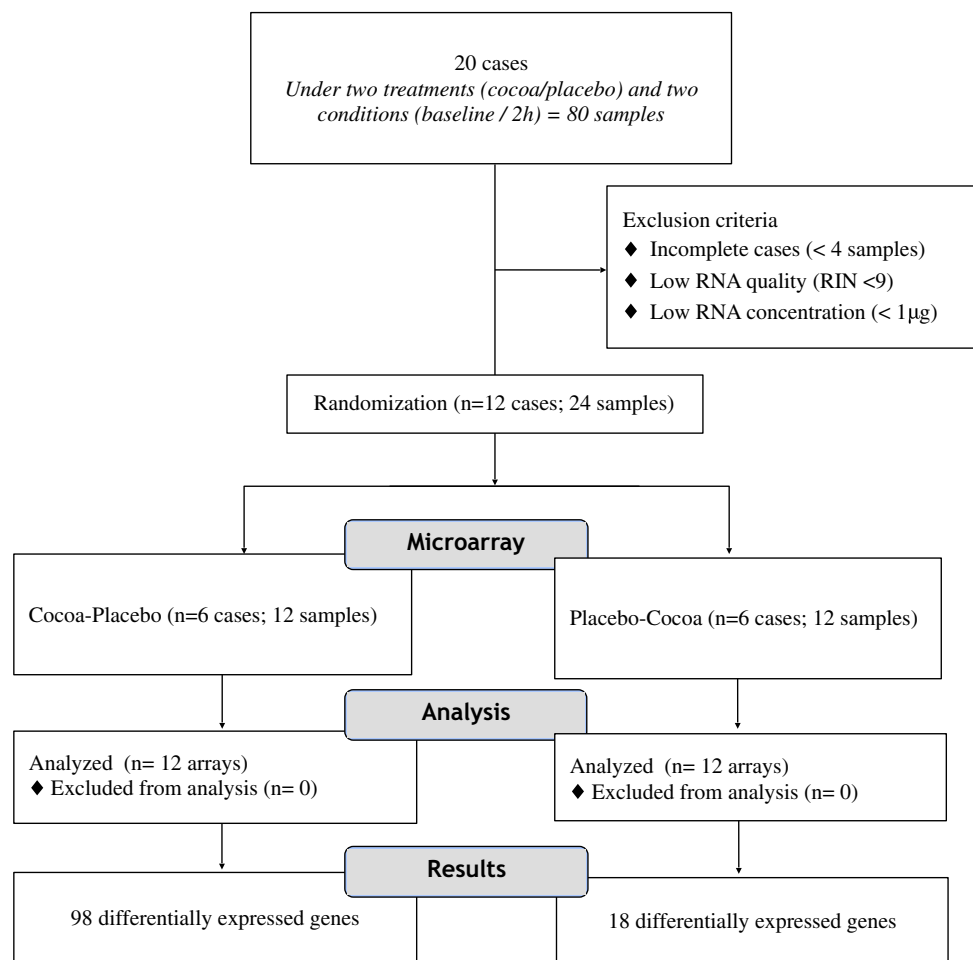 20 cases
Under two treatments (cocoa/placebo) and two
conditions (baseline / 2h) = 80 samples
Exclusion criteria
♦ Incomplete cases (< 4 samples)
♦ Low RNA quality (RIN <9)
♦ Low RNA concentration (< 1µg)
Randomization (n=12 cases; 24 samples)
Microarray
Cocoa-Placebo (n=6 cases; 12 samples)
Placebo-Cocoa (n=6 cases; 12 samples)
Analysis
Analyzed (n= 12 arrays)
♦ Excluded from analysis (n= 0)
Analyzed (n= 12 arrays)
♦ Excluded from analysis (n= 0)
Results
98 differentially expressed genes
18 differentially expressed genes